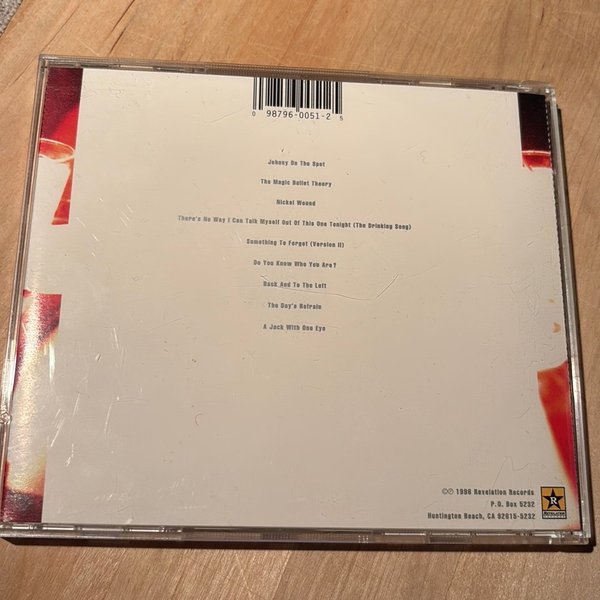 0 98796-0051-2 5
Johnny On The Spot
The Magic Bullet Theory
Nickel Wound
There's No Way I Can Talk Myself Out Of This One Tonight (The Drinking Song)
Something To Forget (Version II)
Do You Know Who You Are?
Back And To The Left
The Day's Refrain
A Jack With One Eye
©℗ 1996 Revelation Records
P.O. Box 5232
Huntington Beach, CA 92615-5232
R
REVELATION
RECORDS